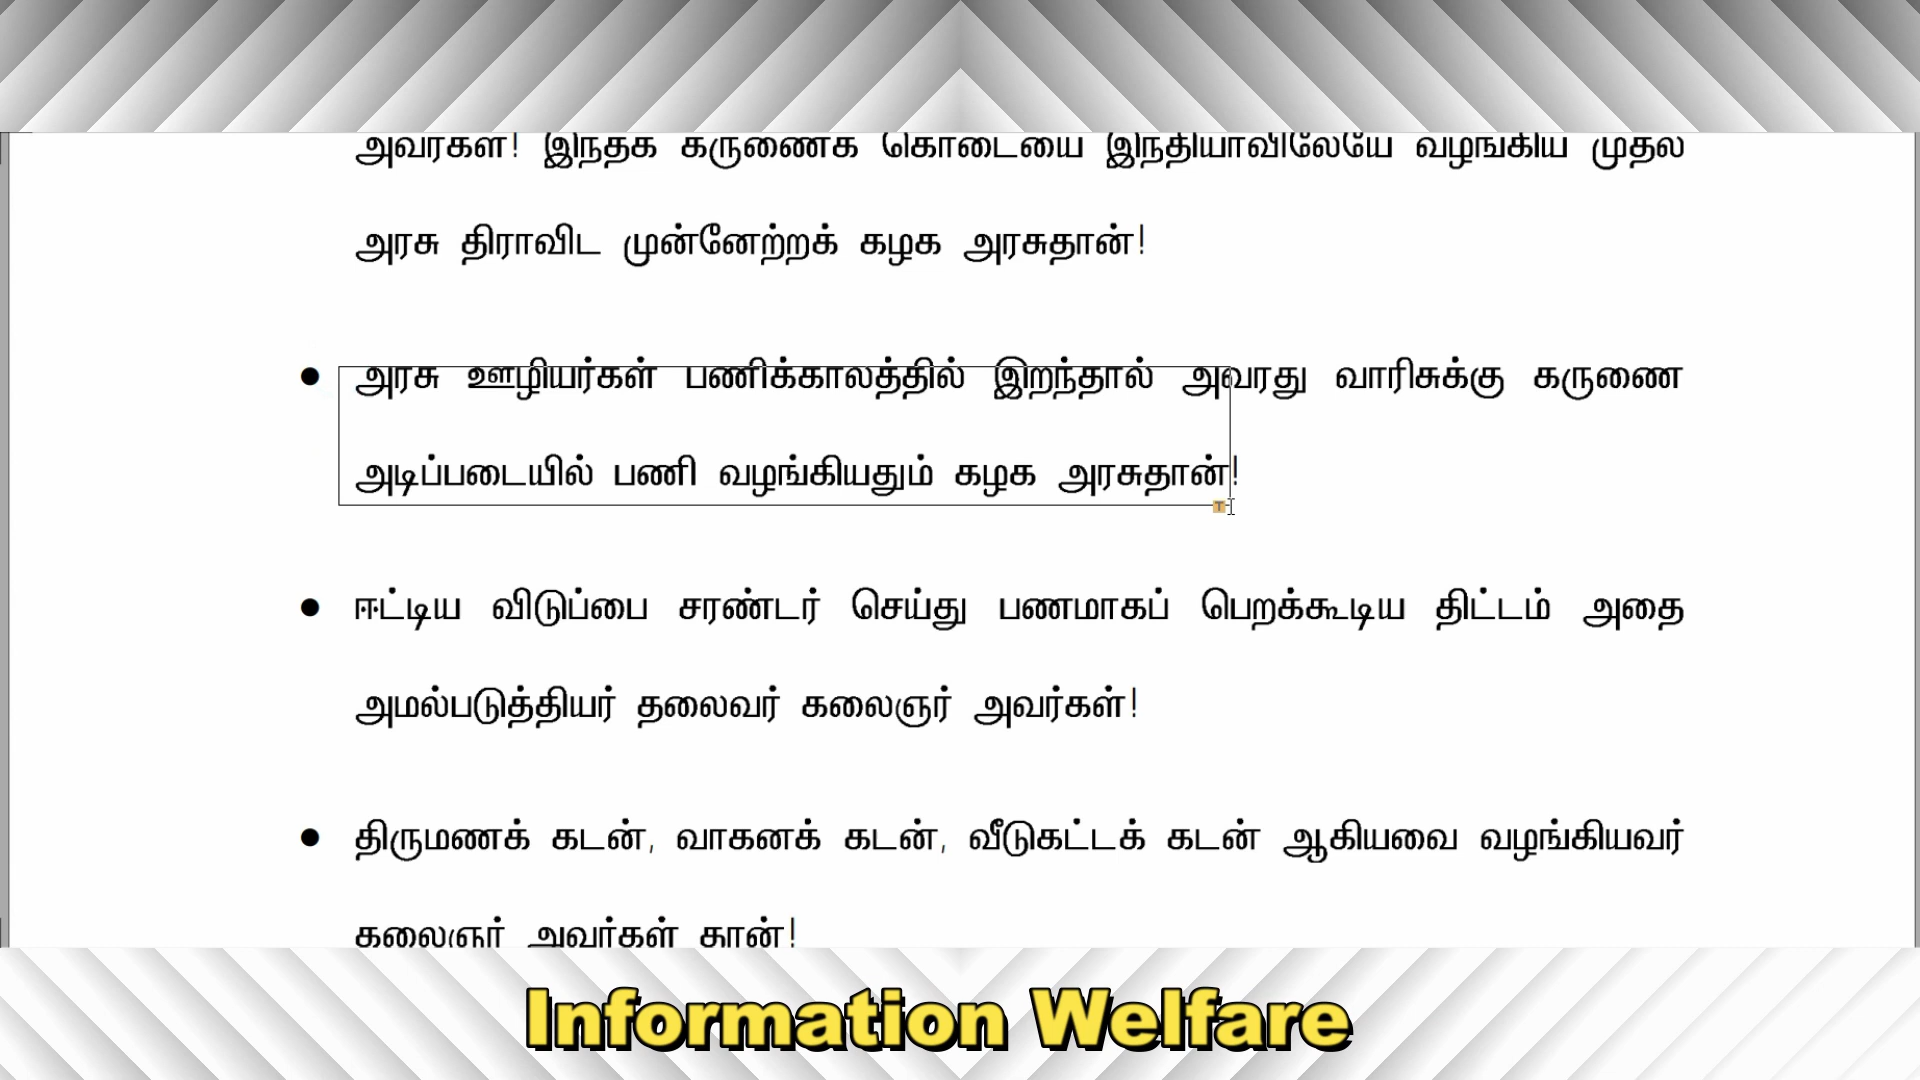 அவர்கள்! இந்தக் கருணைக் கொடையை இந்தியாவிலேயே வழங்கிய முதல்
அரசு திராவிட முன்னேற்றக் கழக அரசுதான்!
● அரசு ஊழியர்கள் பணிக்காலத்தில் இறந்தால் அவரது வாரிசுக்கு கருணை
அடிப்படையில் பணி வழங்கியதும் கழக அரசுதான்!
● ஈட்டிய விடுப்பை சரண்டர் செய்து பணமாகப் பெறக்கூடிய திட்டம் அதை
அமல்படுத்தியர் தலைவர் கலைஞர் அவர்கள்!
● திருமணக் கடன், வாகனக் கடன், வீடுகட்டக் கடன் ஆகியவை வழங்கியவர்
கலைஞர் அவர்கள் தான்!
Information Welfare